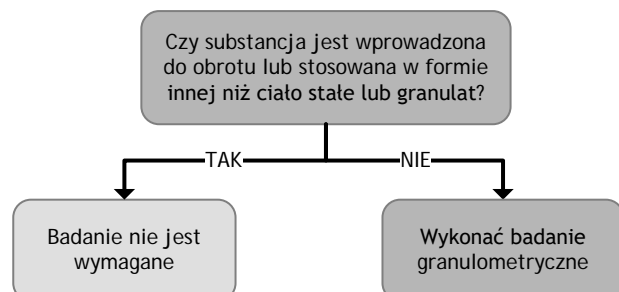 Czy substancja jest wprowadzona
do obrotu lub stosowana w formie
innej niż ciało stałe lub granulat?
TAK
NIE
Badanie nie jest
wymagane
Wykonać badanie
granulometryczne